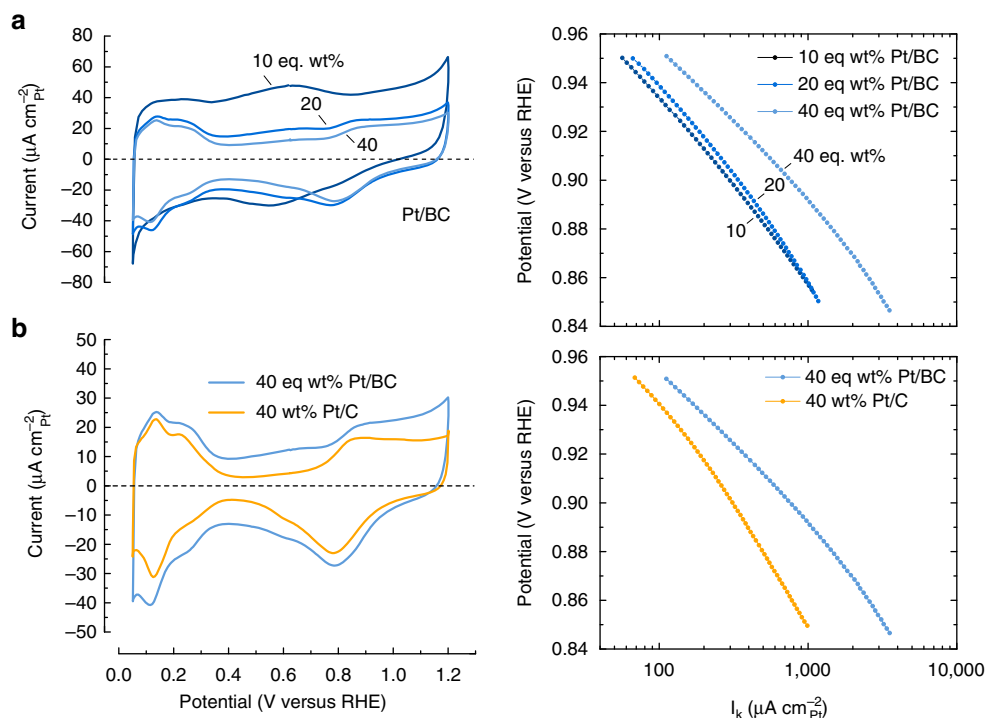 a
60
40
20
0
−20
−40
−60
−80
Current (μA cm⁻²Pt)
10 eq. wt%
20
40
Pt/BC
0.96
0.94
0.92
0.90
0.88
0.86
0.84
Potential (V versus RHE)
10 eq wt% Pt/BC
20 eq wt% Pt/BC
40 eq wt% Pt/BC
40 eq. wt%
20
10
b
50
40
30
20
10
0
−10
−20
−30
−40
−50
Current (μA cm⁻²Pt)
40 eq wt% Pt/BC
40 wt% Pt/C
0.0 0.2 0.4 0.6 0.8 1.0 1.2
Potential (V versus RHE)
0.96
0.94
0.92
0.90
0.88
0.86
0.84
Potential (V versus RHE)
40 eq wt% Pt/BC
40 wt% Pt/C
100 1,000 10,000
Ik (μA cm⁻²Pt)